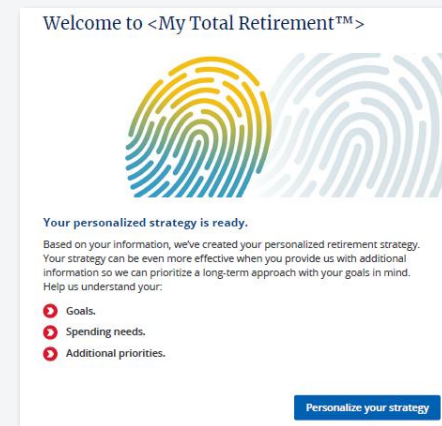 Welcome to <My Total Retirement™>
Your personalized strategy is ready.
Based on your information, we've created your personalized retirement strategy.
Your strategy can be even more effective when you provide us with additional
information so we can prioritize a long-term approach with your goals in mind.
Help us understand your:
Goals.
Spending needs.
Additional priorities.
Personalize your strategy